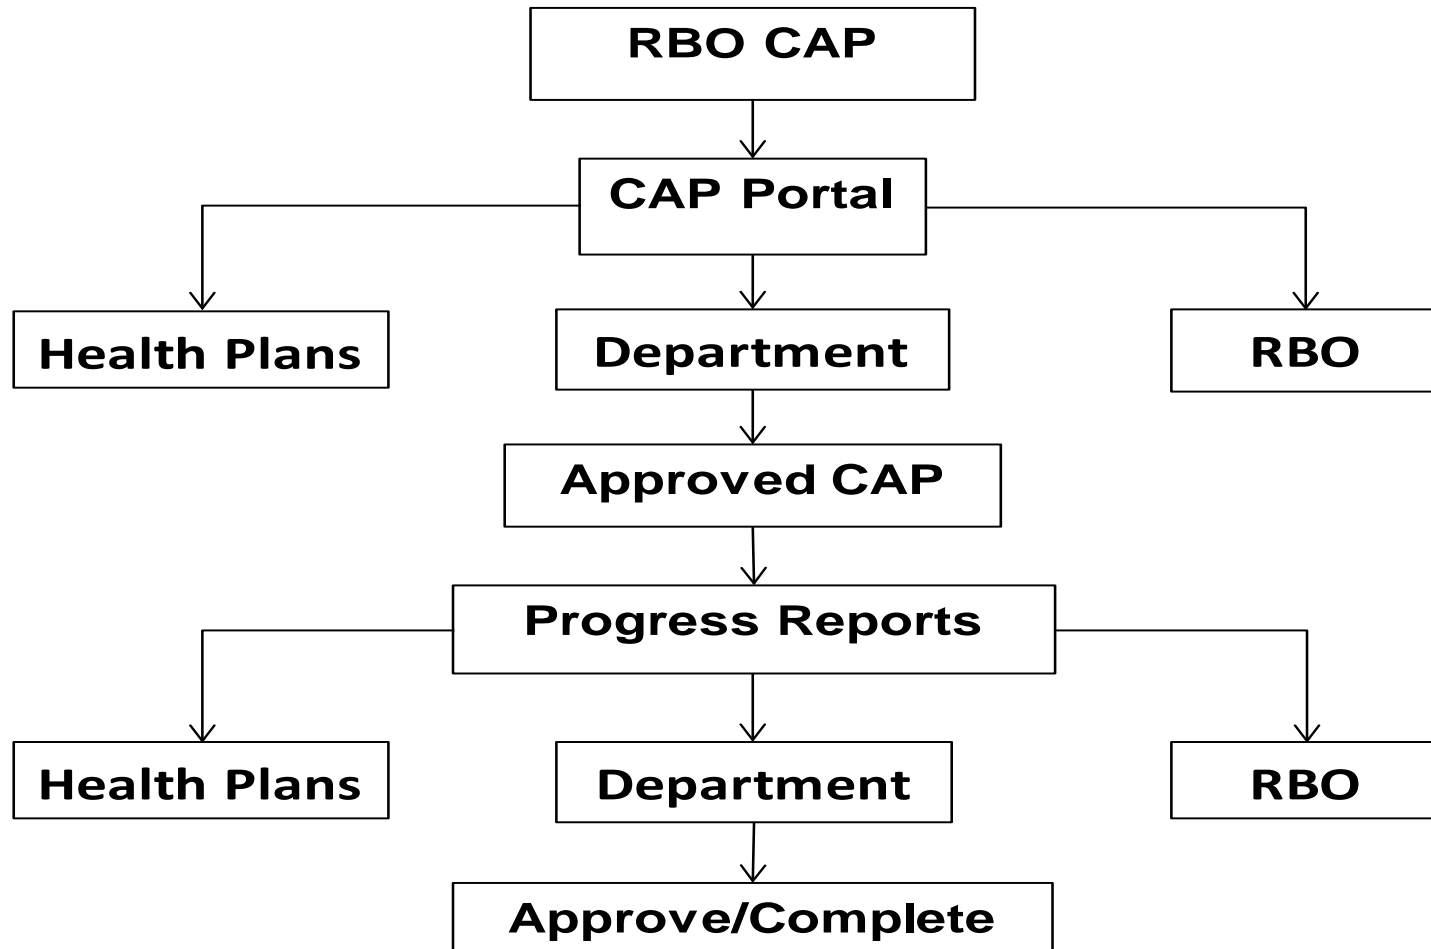 RBO CAP
CAP Portal
Health Plans
Department
RBO
Approved CAP
Progress Reports
Health Plans
Department
RBO
Approve/Complete